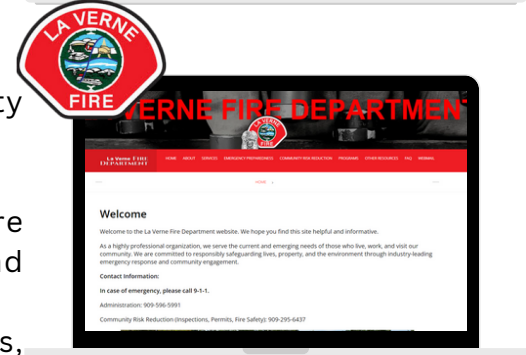 LA VERNE
FIRE
ty
re
nd
s,
VERNE FIRE DEPARTMENT
LA VERNE
FIRE
La Verne FIRE
DEPARTMENT
HOME ABOUT SERVICES EMERGENCY PREPAREDNESS COMMUNITY RISK REDUCTION PROGRAMS OTHER RESOURCES FAQ WEBMAIL
HOME
Welcome
Welcome to the La Verne Fire Department website. We hope you find this site helpful and informative.
As a highly professional organization, we serve the current and emerging needs of those who live, work, and visit our
community. We are committed to responsibly safeguarding lives, property, and the environment through industry-leading
emergency response and community engagement.
Contact Information:
In case of emergency, please call 9-1-1.
Administration: 909-596-5991
Community Risk Reduction (Inspections, Permits, Fire Safety): 909-295-6437